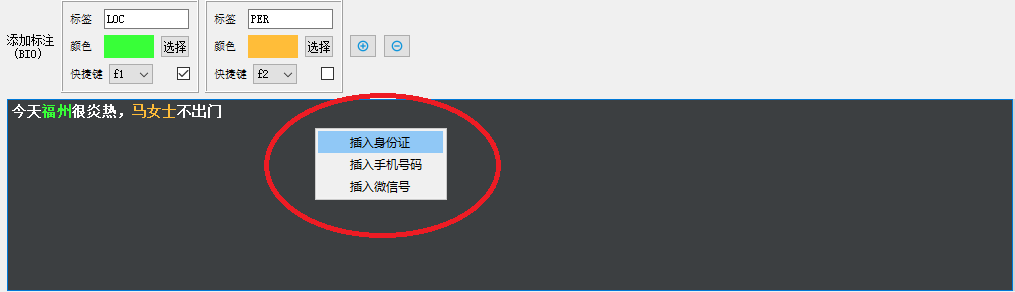 添加标注
(BIO)
标签 LOC
颜色 选择
快捷键 f1
标签 PER
颜色 选择
快捷键 f2
今天福州很炎热，马女士不出门
插入身份证
插入手机号码
插入微信号